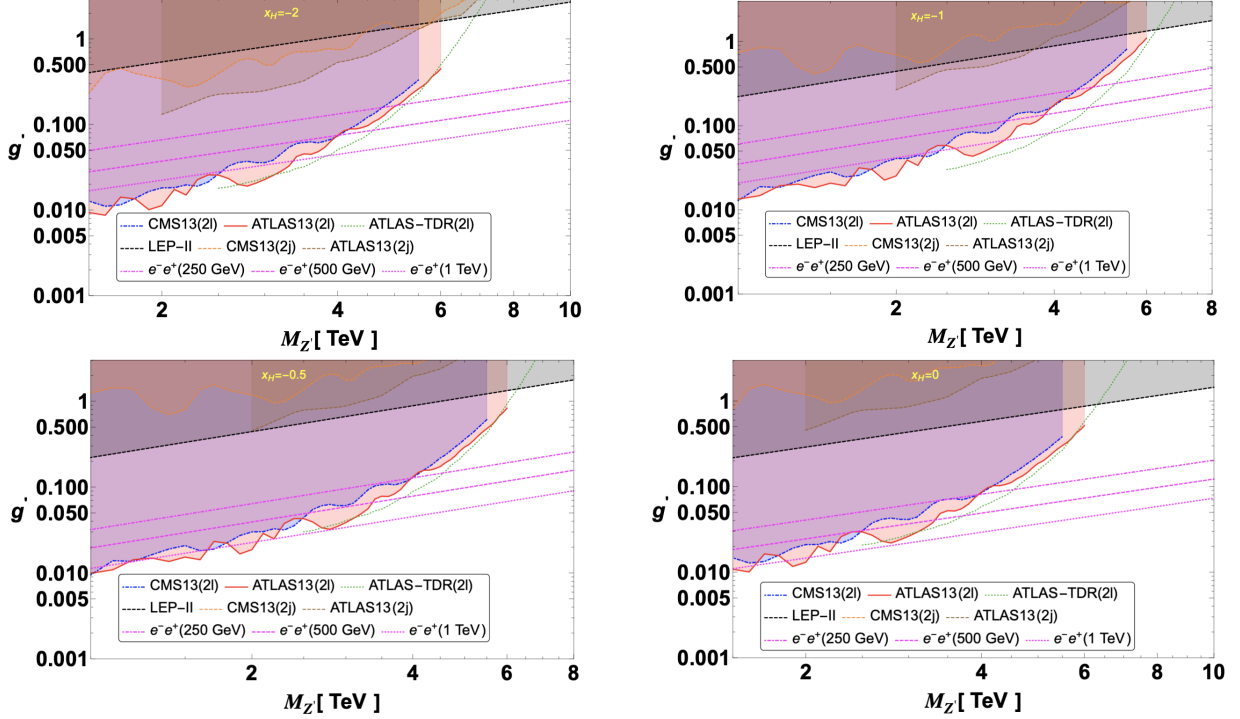 x_H=−2
1
0.500
0.100
0.050
0.010
0.005
0.001
g'
CMS13(2l) ATLAS13(2l) ATLAS−TDR(2l)
LEP−II CMS13(2j) ATLAS13(2j)
e⁻e⁺(250 GeV) e⁻e⁺(500 GeV) e⁻e⁺(1 TeV)
2 4 6 8 10
M_Z'[ TeV ]
x_H=−1
1
0.500
0.100
0.050
0.010
0.005
0.001
g'
CMS13(2l) ATLAS13(2l) ATLAS−TDR(2l)
LEP−II CMS13(2j) ATLAS13(2j)
e⁻e⁺(250 GeV) e⁻e⁺(500 GeV) e⁻e⁺(1 TeV)
2 4 6 8
M_Z'[ TeV ]
x_H=−0.5
1
0.500
0.100
0.050
0.010
0.005
0.001
g'
CMS13(2l) ATLAS13(2l) ATLAS−TDR(2l)
LEP−II CMS13(2j) ATLAS13(2j)
e⁻e⁺(250 GeV) e⁻e⁺(500 GeV) e⁻e⁺(1 TeV)
2 4 6 8
M_Z'[ TeV ]
x_H=0
1
0.500
0.100
0.050
0.010
0.005
0.001
g'
CMS13(2l) ATLAS13(2l) ATLAS−TDR(2l)
LEP−II CMS13(2j) ATLAS13(2j)
e⁻e⁺(250 GeV) e⁻e⁺(500 GeV) e⁻e⁺(1 TeV)
2 4 6 8 10
M_Z'[ TeV ]